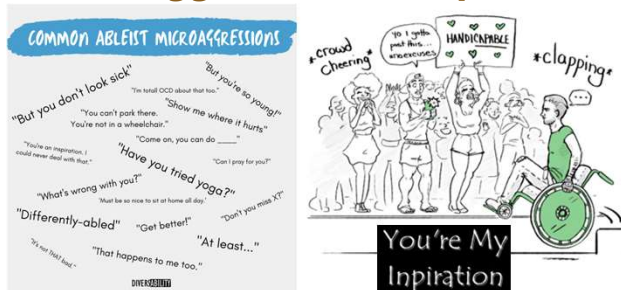 COMMON ABLEIST MICROAGGRESSIONS
"But you don't look sick"
"I'm totall OCD about that too."
"But you're so young!"
"You can't park there.
You're not in a wheelchair."
"Show me where it hurts"
"You're an inspiration. I
could never deal with that."
"Come on, you can do ____"
"Have you tried yoga?"
"Can I pray for you?"
"What's wrong with you?"
'Must be so nice to sit at home all day.'
"Don't you miss X?"
"Differently-abled"
"Get better!"
"At least..."
"It's not THAT bad."
"That happens to me too."
DIVERSABILITY
*crowd
cheering*
Yo I gotta
post this...
#noexcuses
HANDICAPABLE
*clapping*
...
You're My
Inpiration